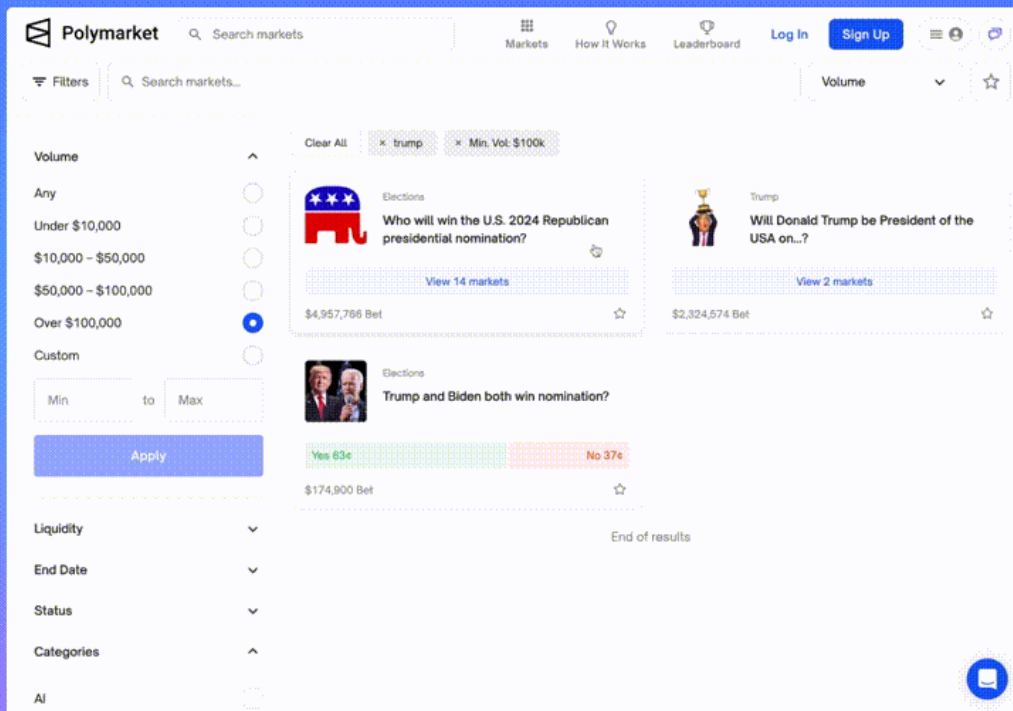 Polymarket
Search markets
Markets
How It Works
Leaderboard
Log In
Sign Up
Filters
Search markets...
Volume
Volume
Any
Under $10,000
$10,000 – $50,000
$50,000 – $100,000
Over $100,000
Custom
Min
to
Max
Apply
Liquidity
End Date
Status
Categories
AI
Clear All
× trump
× Min. Vol: $100k
Elections
Who will win the U.S. 2024 Republican
presidential nomination?
View 14 markets
$4,957,766 Bet
Trump
Will Donald Trump be President of the
USA on...?
View 2 markets
$2,324,574 Bet
Elections
Trump and Biden both win nomination?
Yes 63¢
No 37¢
$174,900 Bet
End of results